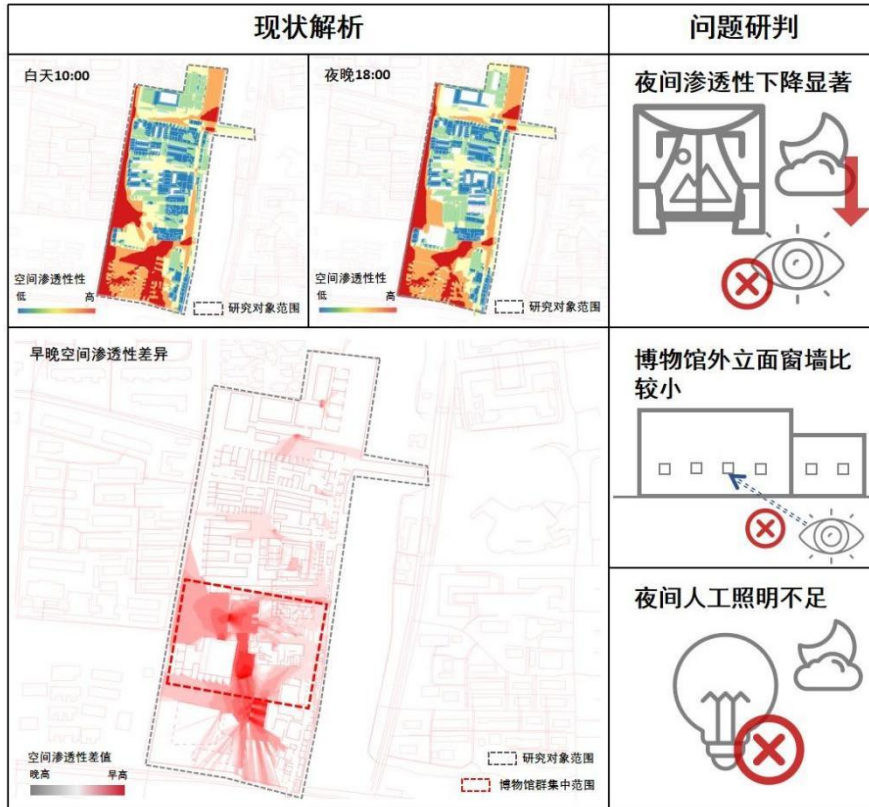 现状解析
问题研判
白天10:00
夜晚18:00
空间渗透性性
低 高
研究对象范围
空间渗透性性
低 高
研究对象范围
夜间渗透性下降显著
早晚空间渗透性差异
空间渗透性差值
晚高 早高
研究对象范围
博物馆群集中范围
博物馆外立面窗墙比
较小
夜间人工照明不足